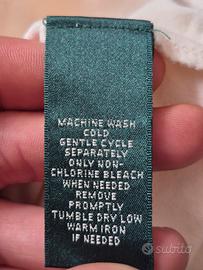 MACHINE WASH
COLD
GENTLE CYCLE
SEPARATELY
ONLY NON-
CHLORINE BLEACH
WHEN NEEDED
REMOVE
PROMPTLY
TUMBLE DRY LOW
WARM IRON
IF NEEDED
subito